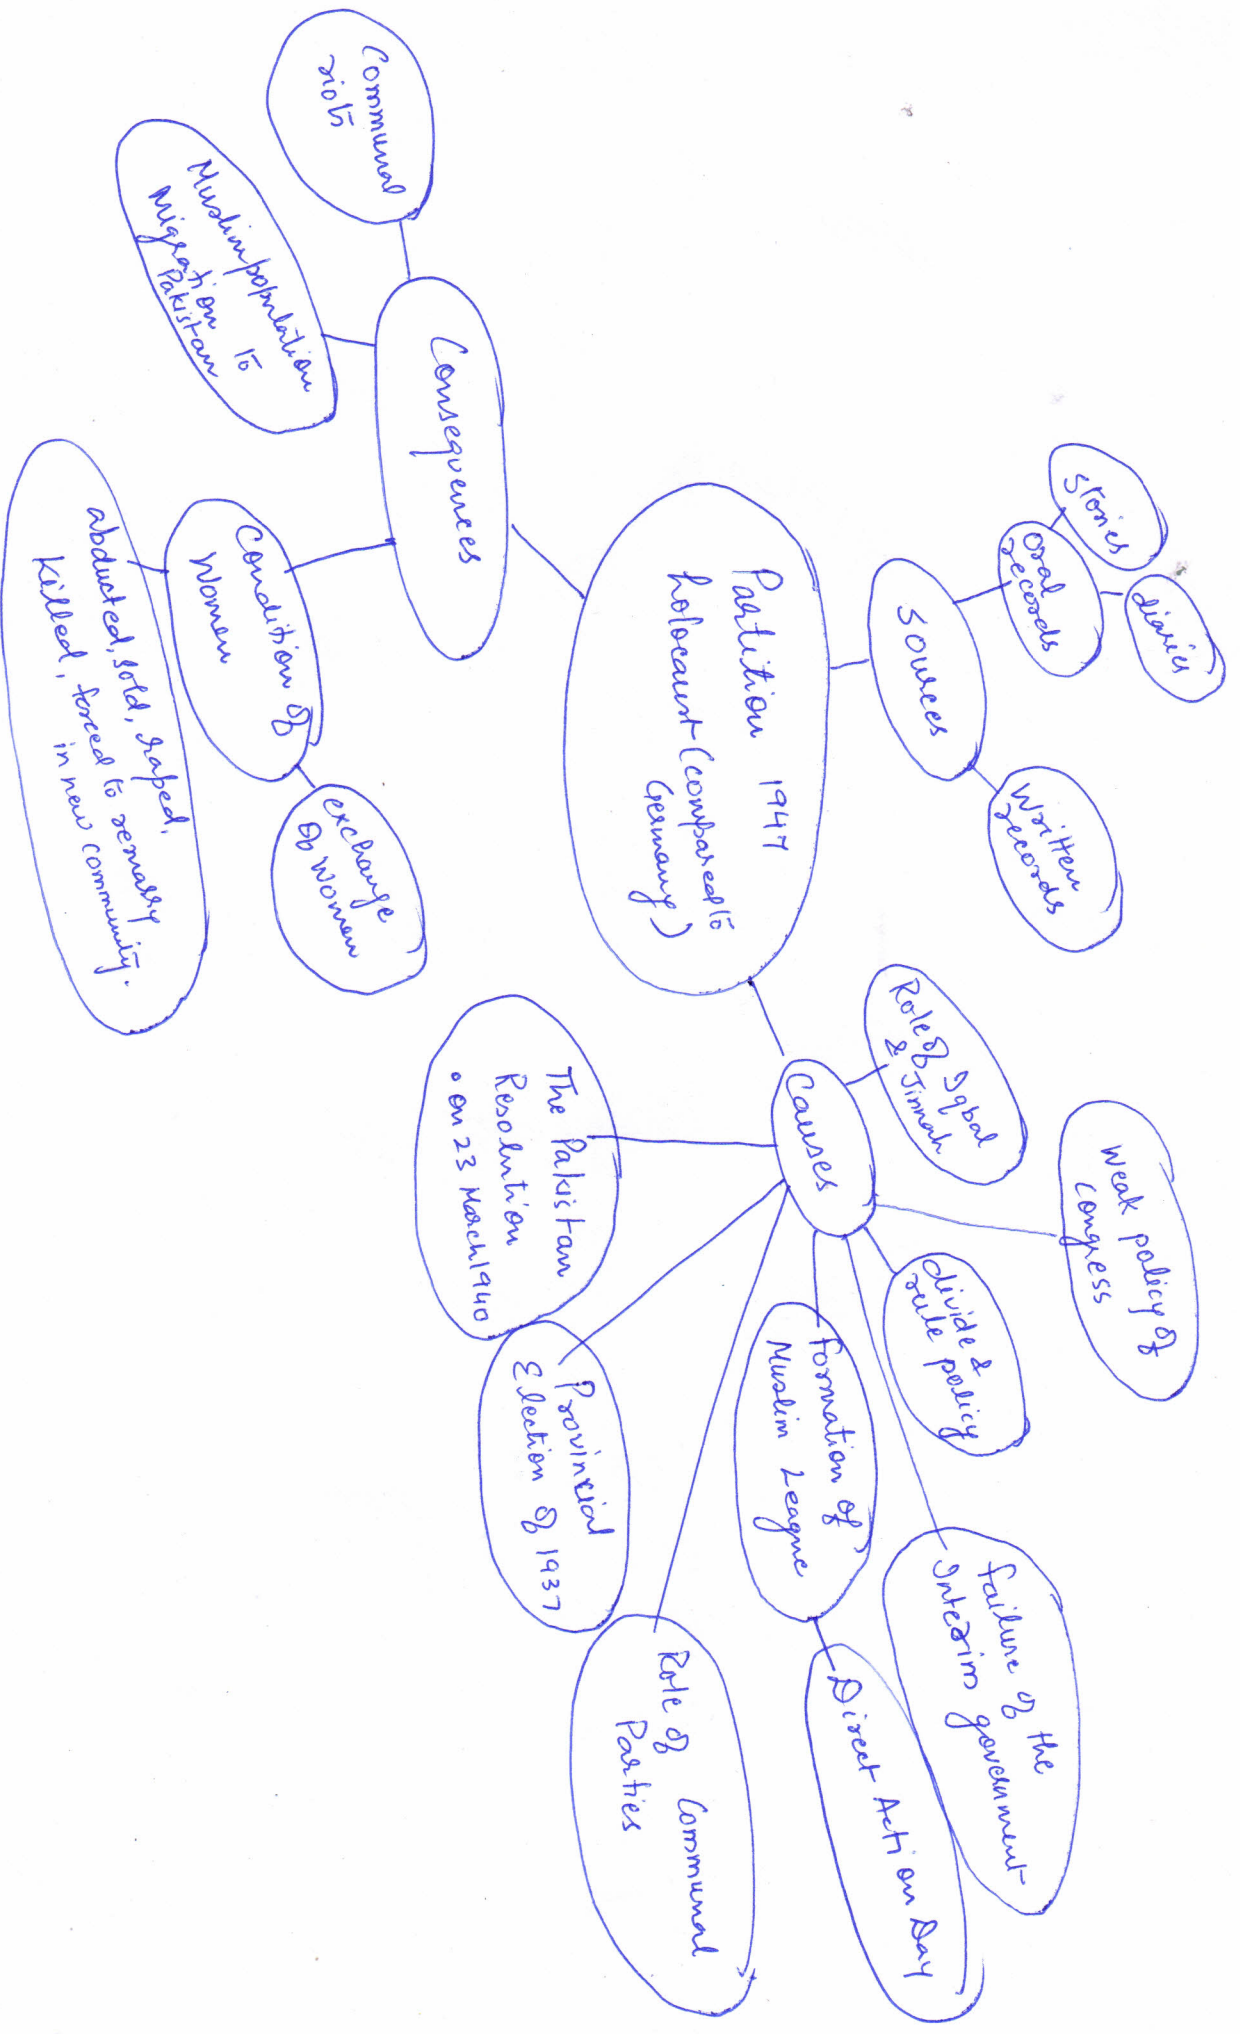 Partition 1947
holocaust (compared to
Germany)
Sources
Oral
records
stories
diaries
Written
records
Consequences
Communal
riots
Muslim population
Migration to
Pakistan
Condition of
Women
exchange
of Women
abducted, sold, raped,
killed, forced to remarry
in new community.
Causes
Role of Iqbal
& Jinnah
Weak policy of
Congress
divide &
rule policy
failure of the
Interim government
formation of
Muslim League
Direct Action Day
Role of Communal
Parties
Provincial
Election of 1937
The Pakistan
Resolution
• on 23 March 1940